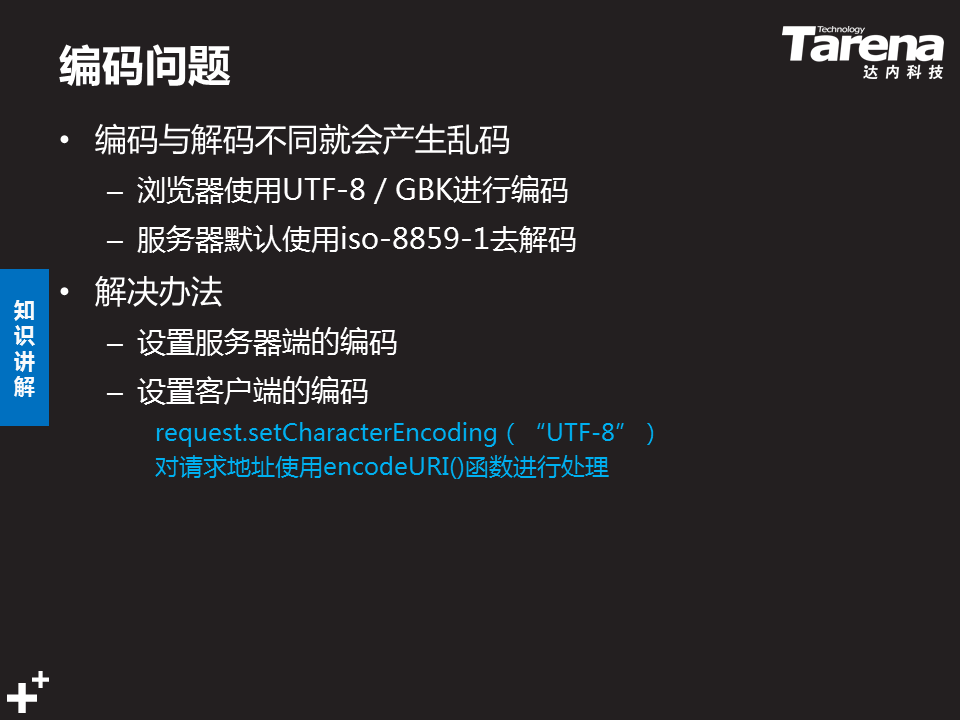 编码问题
Technology
Tarena
达内科技
• 编码与解码不同就会产生乱码
– 浏览器使用UTF-8 / GBK进行编码
– 服务器默认使用iso-8859-1去解码
• 解决办法
– 设置服务器端的编码
– 设置客户端的编码
request.setCharacterEncoding（ “UTF-8” ）
对请求地址使用encodeURI()函数进行处理
知识讲解